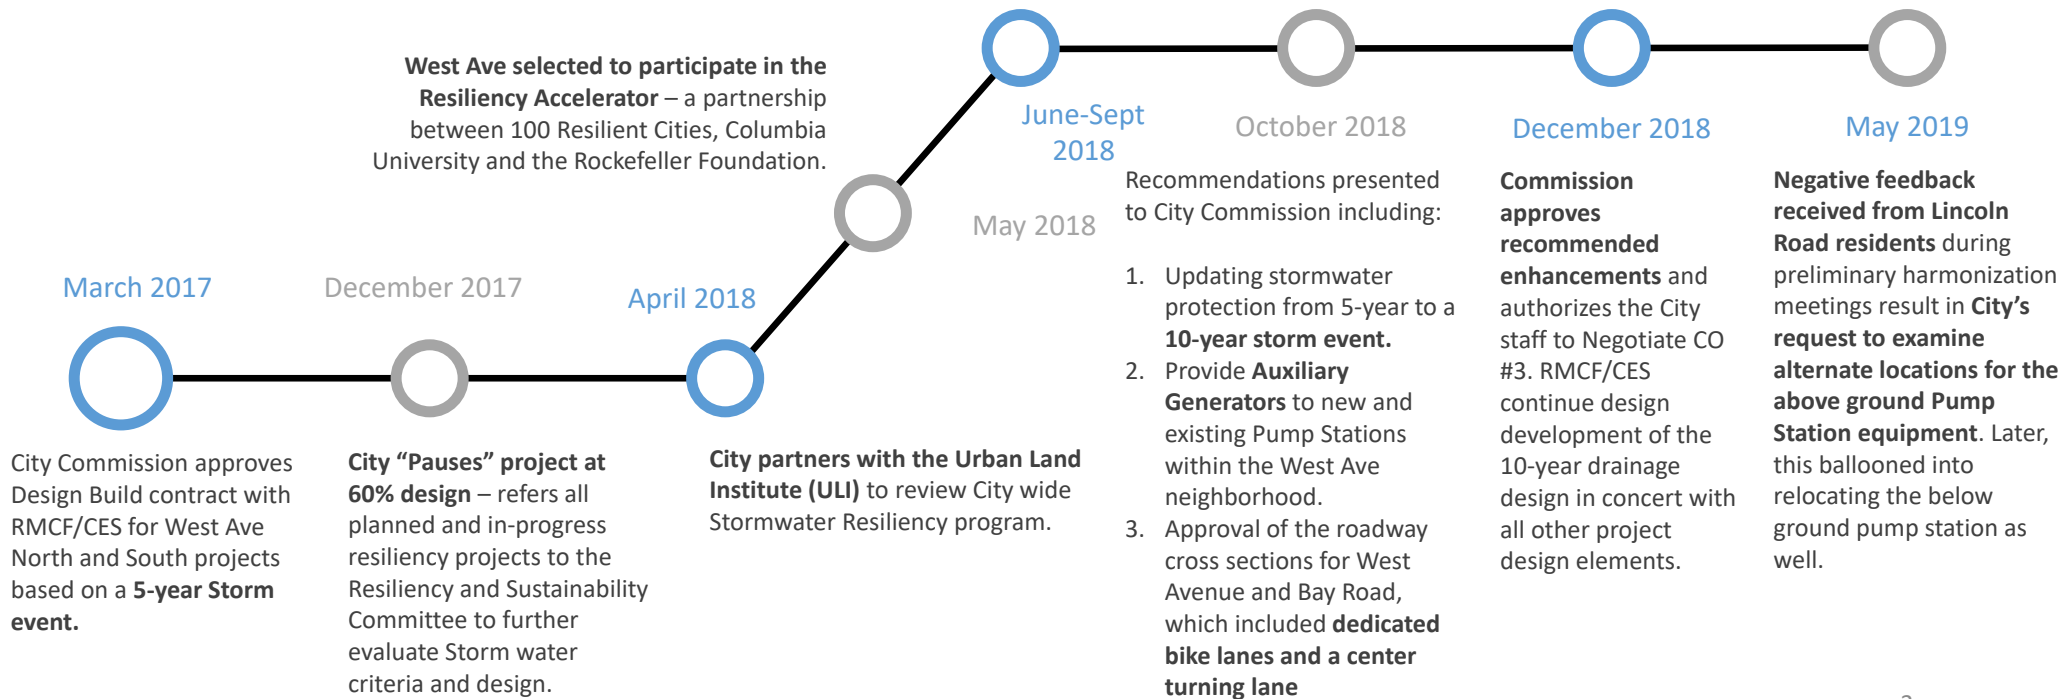 March 2017
City Commission approves
Design Build contract with
RMCF/CES for West Ave
North and South projects
based on a 5-year Storm
event.
December 2017
City “Pauses” project at
60% design – refers all
planned and in-progress
resiliency projects to the
Resiliency and Sustainability
Committee to further
evaluate Storm water
criteria and design.
April 2018
City partners with the Urban Land
Institute (ULI) to review City wide
Stormwater Resiliency program.
West Ave selected to participate in the
Resiliency Accelerator – a partnership
between 100 Resilient Cities, Columbia
University and the Rockefeller Foundation.
May 2018
June-Sept
2018
October 2018
Recommendations presented
to City Commission including:
1. Updating stormwater
protection from 5-year to a
10-year storm event.
2. Provide Auxiliary
Generators to new and
existing Pump Stations
within the West Ave
neighborhood.
3. Approval of the roadway
cross sections for West
Avenue and Bay Road,
which included dedicated
bike lanes and a center
turning lane
December 2018
Commission
approves
recommended
enhancements and
authorizes the City
staff to Negotiate CO
#3. RMCF/CES
continue design
development of the
10-year drainage
design in concert with
all other project
design elements.
May 2019
Negative feedback
received from Lincoln
Road residents during
preliminary harmonization
meetings result in City’s
request to examine
alternate locations for the
above ground Pump
Station equipment. Later,
this ballooned into
relocating the below
ground pump station as
well.